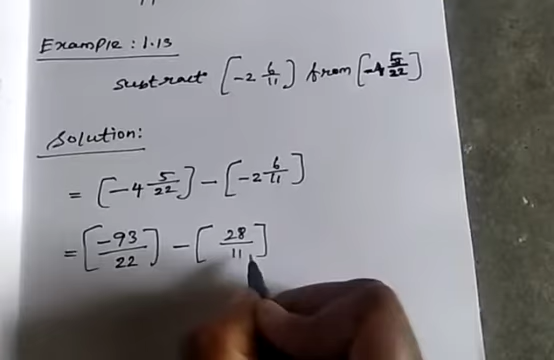 Example: 1.13
subtract [-2 6/11] from [-4 5/22]
Solution:
= [-4 5/22] - [-2 6/11]
= [-93/22] - [28/11]